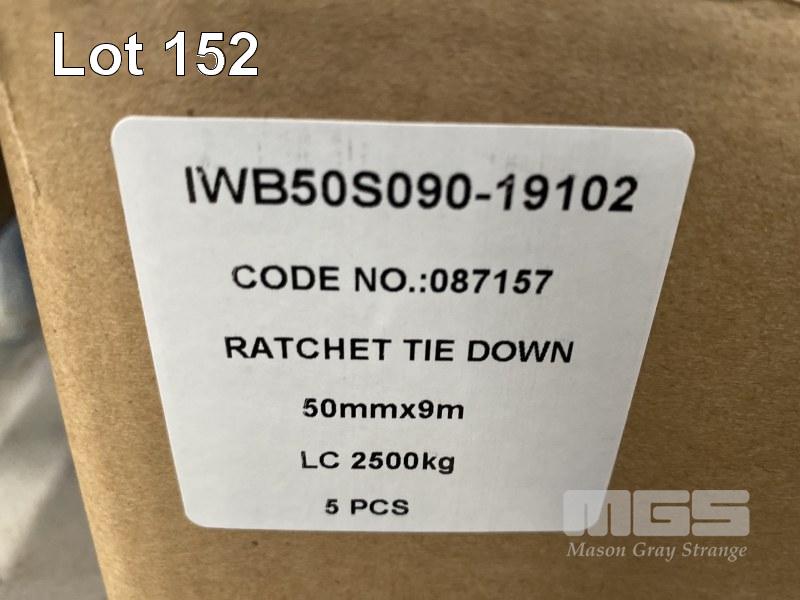 Lot 152
IWB50S090-19102
CODE NO.:087157
RATCHET TIE DOWN
50mmx9m
LC 2500kg
5 PCS
MGS
Mason Gray Strange